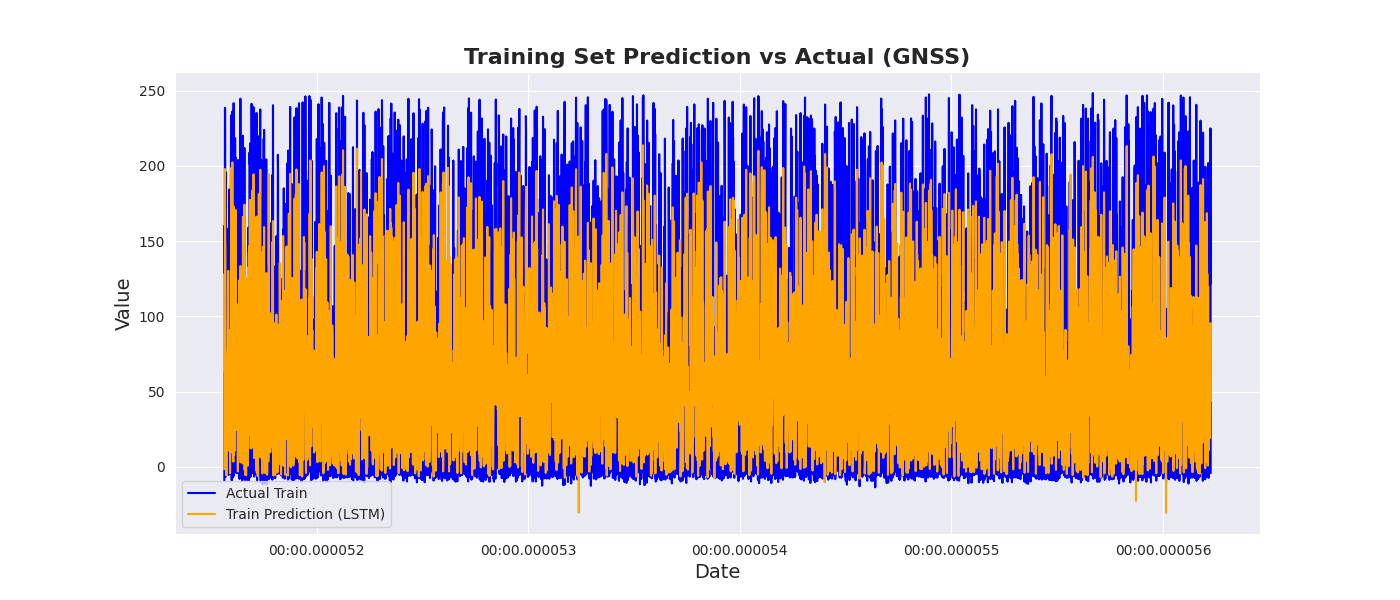 Training Set Prediction vs Actual (GNSS)
Value
250
200
150
100
50
0
Actual Train
Train Prediction (LSTM)
00:00.000052 00:00.000053 00:00.000054 00:00.000055 00:00.000056
Date